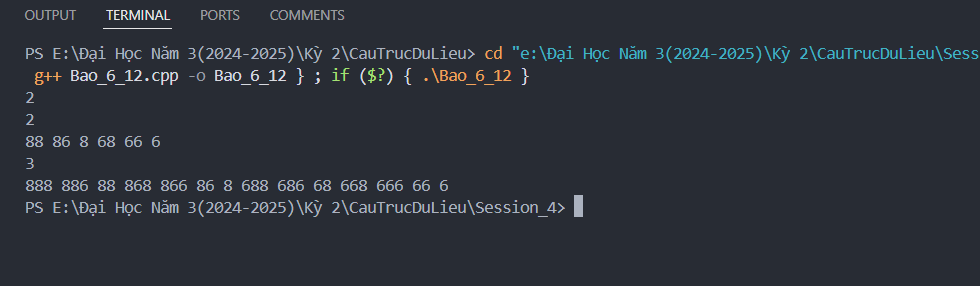 OUTPUT TERMINAL PORTS COMMENTS
PS E:\Đại Học Năm 3(2024-2025)\Kỳ 2\CauTrucDuLieu> cd "e:\Đại Học Năm 3(2024-2025)\Kỳ 2\CauTrucDuLieu\Sess
g++ Bao_6_12.cpp -o Bao_6_12 } ; if ($?) { .\Bao_6_12 }
2
2
88 86 8 68 66 6
3
888 886 88 868 866 86 8 688 686 68 668 666 66 6
PS E:\Đại Học Năm 3(2024-2025)\Kỳ 2\CauTrucDuLieu\Session_4>